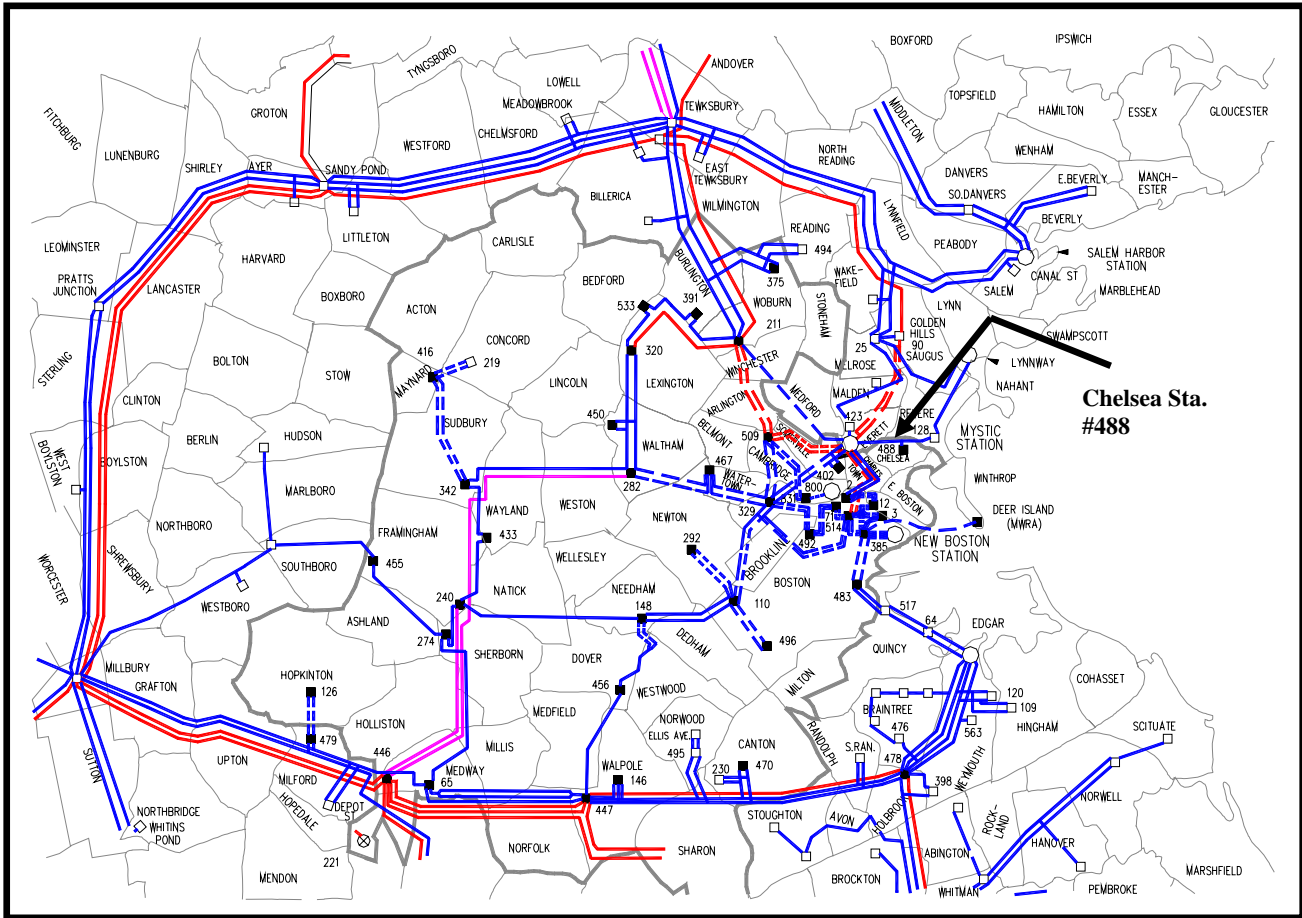 BOXFORD
IPSWICH
TYNGSBORO
ANDOVER
LOWELL
MEADOWBROOK
TEWKSBURY
TOPSFIELD
HAMILTON
ESSEX
GLOUCESTER
MIDDLETON
FITCHBURG
GROTON
CHELMSFORD
WESTFORD
LUNENBURG
NORTH
READING
WENHAM
SHIRLEY
AYER
SANDY POND
EAST
TEWKSBURY
DANVERS
E.BEVERLY
MANCH-
ESTER
SO.DANVERS
BILLERICA
WILMINGTON
LYNNFIELD
BEVERLY
LITTLETON
READING
494
PEABODY
LEOMINSTER
CARLISLE
HARVARD
BURLINGTON
SALEM HARBOR
STATION
PRATTS
JUNCTION
LANCASTER
BEDFORD
375
WAKE-
FIELD
CANAL ST
SALEM
MARBLEHEAD
BOXBORO
ACTON
533
391
WOBURN
211
STONEHAM
LYNN
GOLDEN
HILLS
90
SAUGUS
SWAMPSCOTT
STERLING
BOLTON
STOW
416
219
CONCORD
320
25
LYNNWAY
NAHANT
MAYNARD
LINCOLN
LEXINGTON
WINCHESTER
MELROSE
MALDEN
MEDFORD
Chelsea Sta.
#488
CLINTON
BERLIN
HUDSON
SUDBURY
450
ARLINGTON
423
REVERE
128
MYSTIC
STATION
WEST
BOYLSTON
BOYLSTON
WALTHAM
BELMONT
509
SOMERVILLE
EVERETT
488
CHELSEA
467
CAMBRIDGE
402
CHARLES
TOWN
WINTHROP
MARLBORO
342
282
WATER-
TOWN
800
2
E. BOSTON
WAYLAND
WESTON
329
831
71
12
3
DEER ISLAND
(MWRA)
NORTHBORO
FRAMINGHAM
433
NEWTON
514
492
385
NEW BOSTON
STATION
WORCESTER
SHREWSBURY
SOUTHBORO
455
WELLESLEY
292
BROOKLINE
BOSTON
WESTBORO
240
NATICK
NEEDHAM
148
110
483
517
ASHLAND
274
64
EDGAR
SHERBORN
DOVER
DEDHAM
496
QUINCY
MILLBURY
GRAFTON
HOPKINTON
126
456
WESTWOOD
MILTON
COHASSET
HOLLISTON
MEDFIELD
NORWOOD
ELLIS AVE.
BRAINTREE
120
109
HINGHAM
SCITUATE
479
446
MILLIS
495
CANTON
RANDOLPH
476
563
SUTTON
UPTON
MILFORD
MEDWAY
65
WALPOLE
146
230
470
S.RAN.
478
WEYMOUTH
398
HOPEDALE
DEPOT
ST
447
HOLBROOK
NORWELL
NORTHBRIDGE
WHITINS
POND
STOUGHTON
AVON
ROCK-
LAND
HANOVER
221
NORFOLK
SHARON
ABINGTON
MARSHFIELD
MENDON
BROCKTON
WHITMAN
PEMBROKE